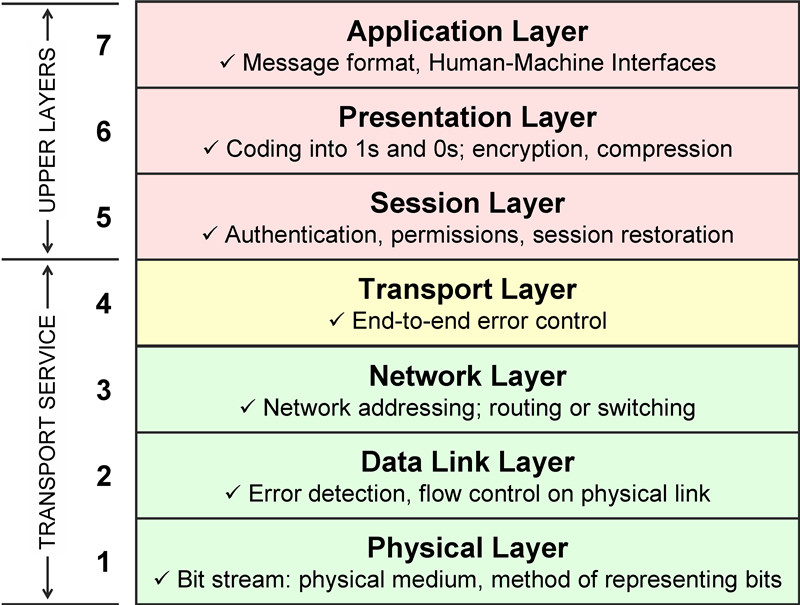 UPPER LAYERS
7
Application Layer
✓ Message format, Human-Machine Interfaces
6
Presentation Layer
✓ Coding into 1s and 0s; encryption, compression
5
Session Layer
✓ Authentication, permissions, session restoration
TRANSPORT SERVICE
4
Transport Layer
✓ End-to-end error control
3
Network Layer
✓ Network addressing; routing or switching
2
Data Link Layer
✓ Error detection, flow control on physical link
1
Physical Layer
✓ Bit stream: physical medium, method of representing bits